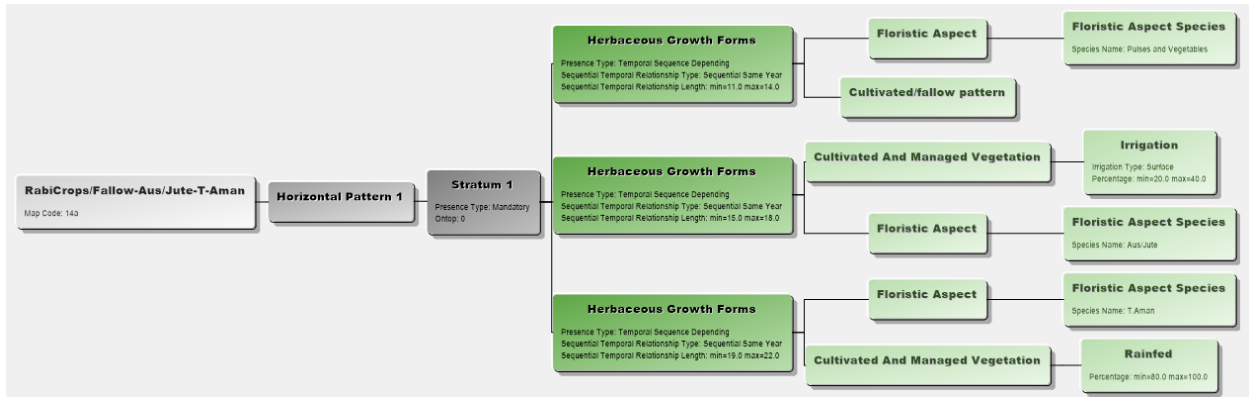 RabiCrops/Fallow-Aus/Jute-T-Aman
Map Code: 14a
Horizontal Pattern 1
Stratum 1
Presence Type: Mandatory
Ontop: 0
Herbaceous Growth Forms
Presence Type: Temporal Sequence Depending
Sequential Temporal Relationship Type: Sequential Same Year
Sequential Temporal Relationship Length: min=11.0 max=14.0
Floristic Aspect
Floristic Aspect Species
Species Name: Pulses and Vegetables
Cultivated/fallow pattern
Herbaceous Growth Forms
Presence Type: Temporal Sequence Depending
Sequential Temporal Relationship Type: Sequential Same Year
Sequential Temporal Relationship Length: min=15.0 max=18.0
Cultivated And Managed Vegetation
Irrigation
Irrigation Type: Surface
Percentage: min=20.0 max=40.0
Floristic Aspect
Floristic Aspect Species
Species Name: Aus/Jute
Herbaceous Growth Forms
Presence Type: Temporal Sequence Depending
Sequential Temporal Relationship Type: Sequential Same Year
Sequential Temporal Relationship Length: min=19.0 max=22.0
Floristic Aspect
Floristic Aspect Species
Species Name: T.Aman
Cultivated And Managed Vegetation
Rainfed
Percentage: min=80.0 max=100.0